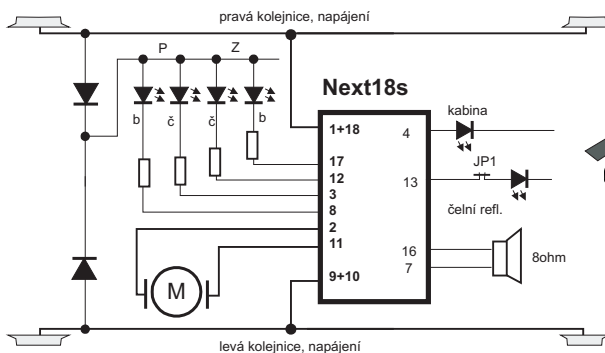 pravá kolejnice, napájení
P Z
b č č b
Next18s
1+18
17
12
3
8
2
11
9+10
4
13
16
7
kabina
JP1
čelní refl.
8ohm
M
levá kolejnice, napájení